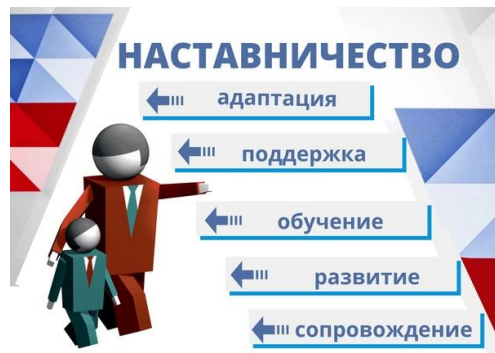 НАСТАВНИЧЕСТВО
адаптация
поддержка
обучение
развитие
сопровождение